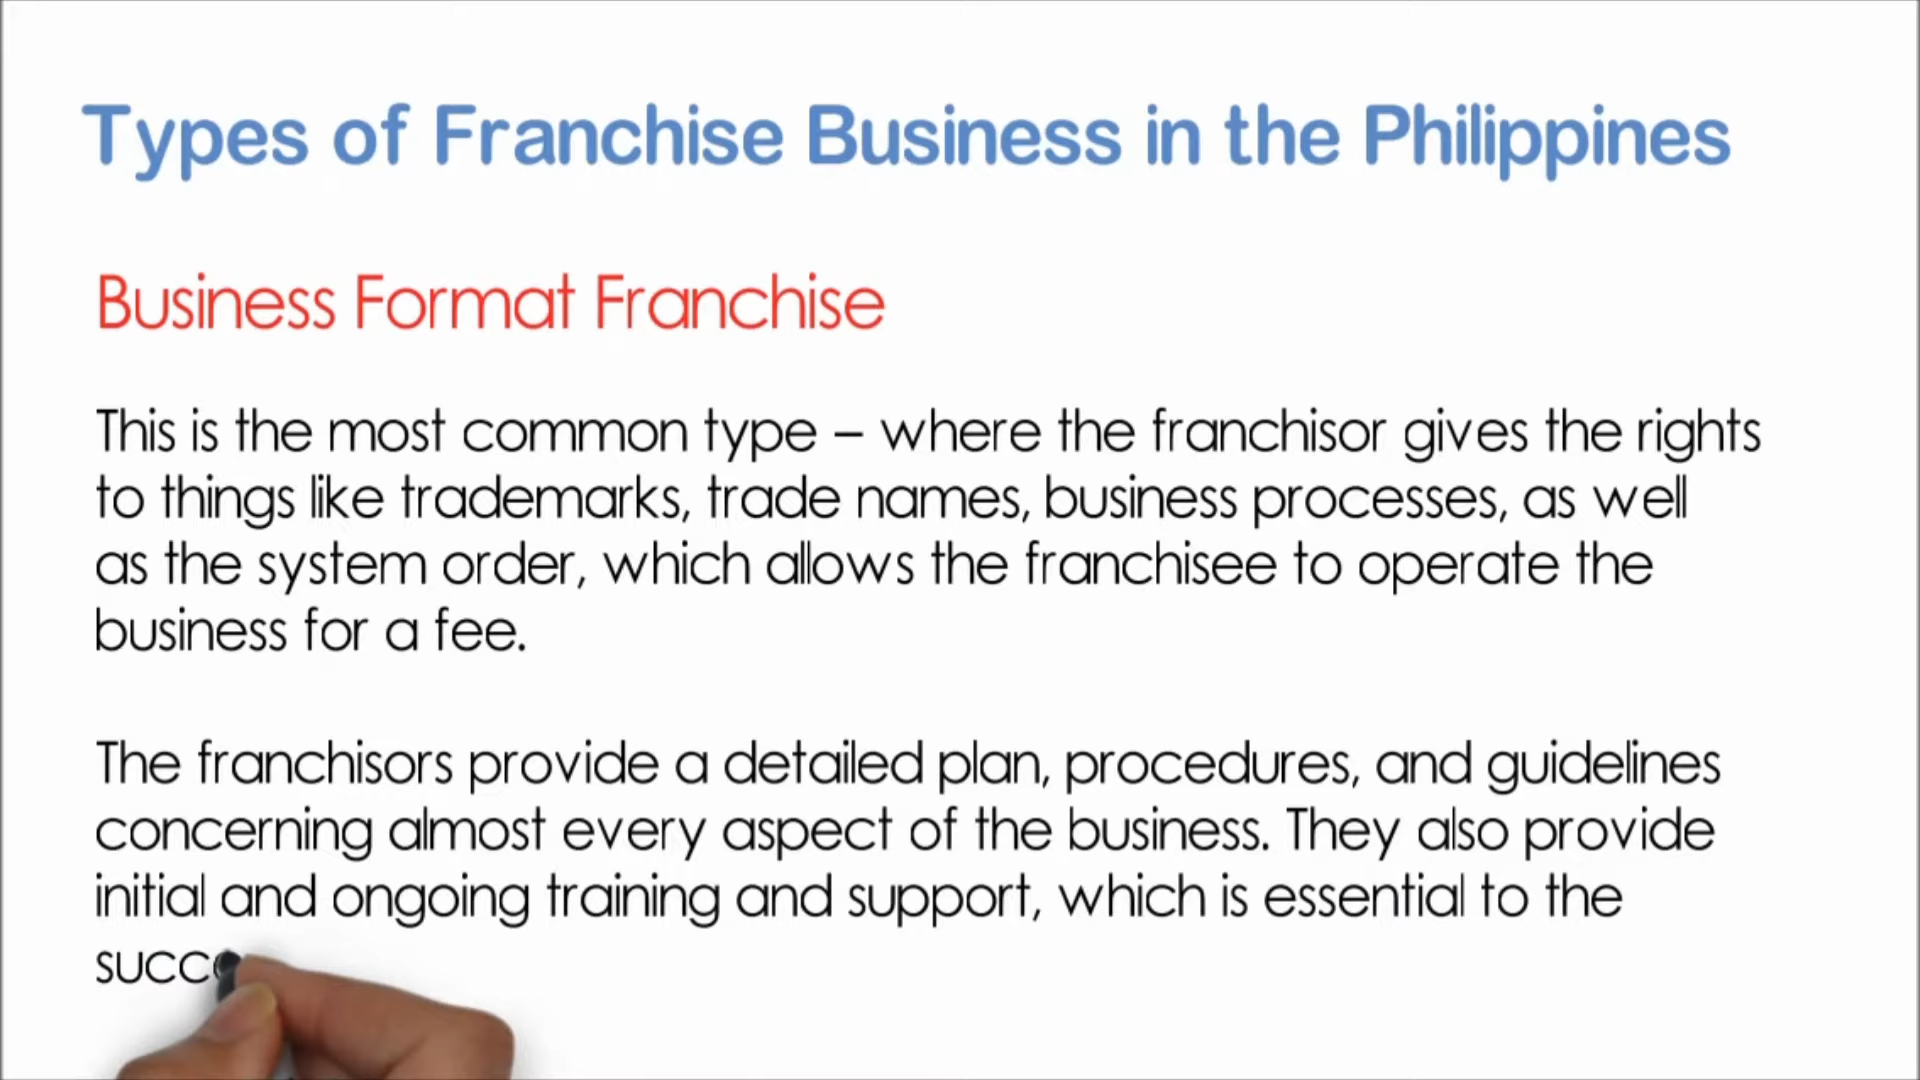 Types of Franchise Business in the Philippines
Business Format Franchise
This is the most common type – where the franchisor gives the rights
to things like trademarks, trade names, business processes, as well
as the system order, which allows the franchisee to operate the
business for a fee.
The franchisors provide a detailed plan, procedures, and guidelines
concerning almost every aspect of the business. They also provide
initial and ongoing training and support, which is essential to the